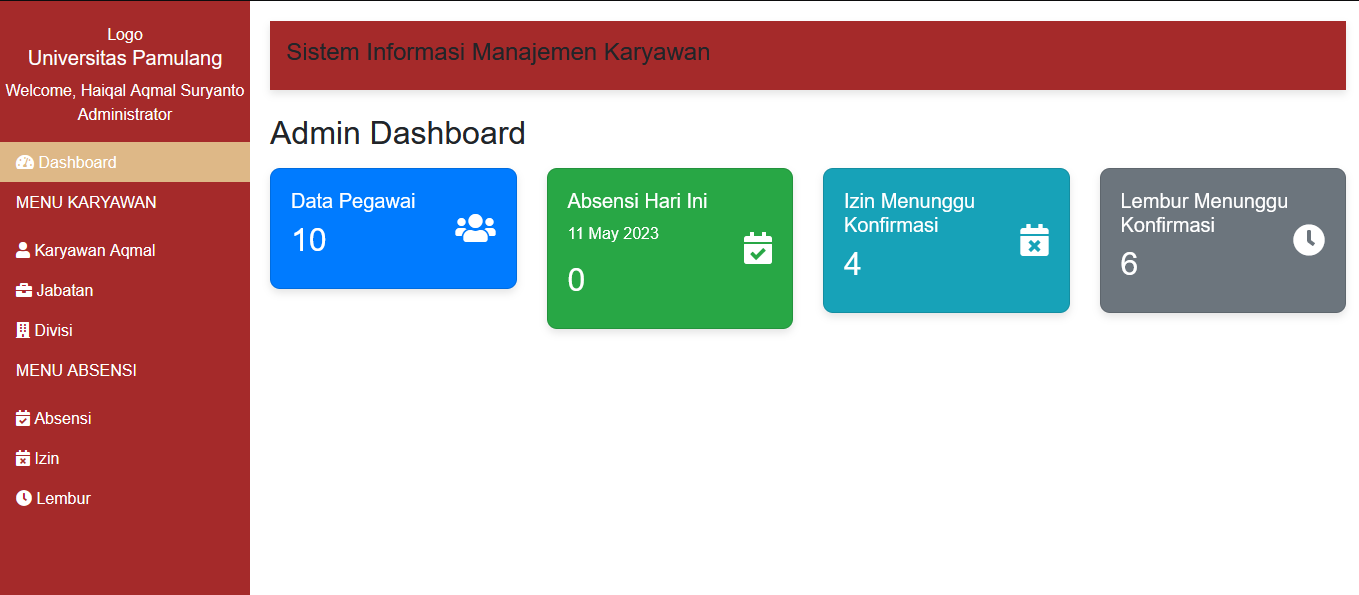 Logo
Universitas Pamulang
Welcome, Haiqal Aqmal Suryanto
Administrator
Dashboard
MENU KARYAWAN
Karyawan Aqmal
Jabatan
Divisi
MENU ABSENSI
Absensi
Izin
Lembur
Sistem Informasi Manajemen Karyawan
Admin Dashboard
Data Pegawai
10
Absensi Hari Ini
11 May 2023
0
Izin Menunggu
Konfirmasi
4
Lembur Menunggu
Konfirmasi
6